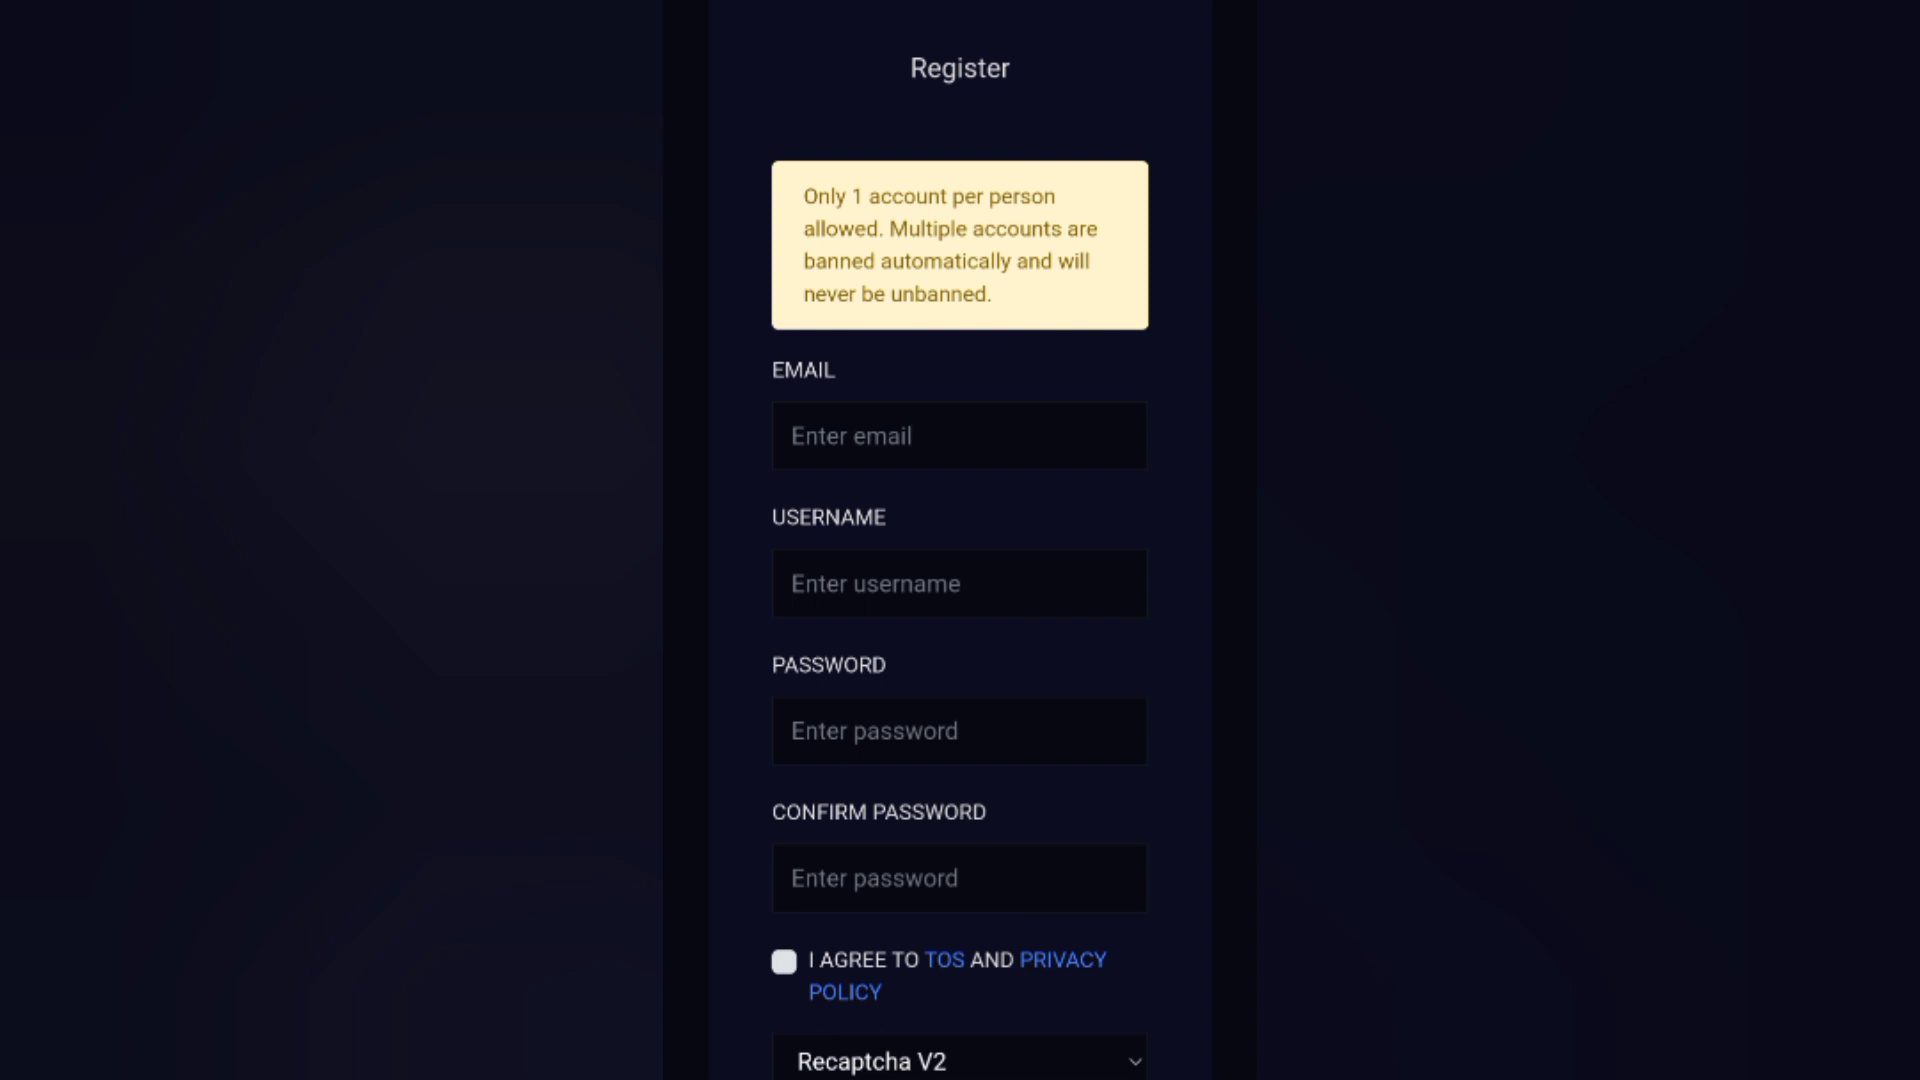 Register
Only 1 account per person
allowed. Multiple accounts are
banned automatically and will
never be unbanned.
EMAIL
Enter email
USERNAME
Enter username
PASSWORD
Enter password
CONFIRM PASSWORD
Enter password
I AGREE TO TOS AND PRIVACY
POLICY
Recaptcha V2